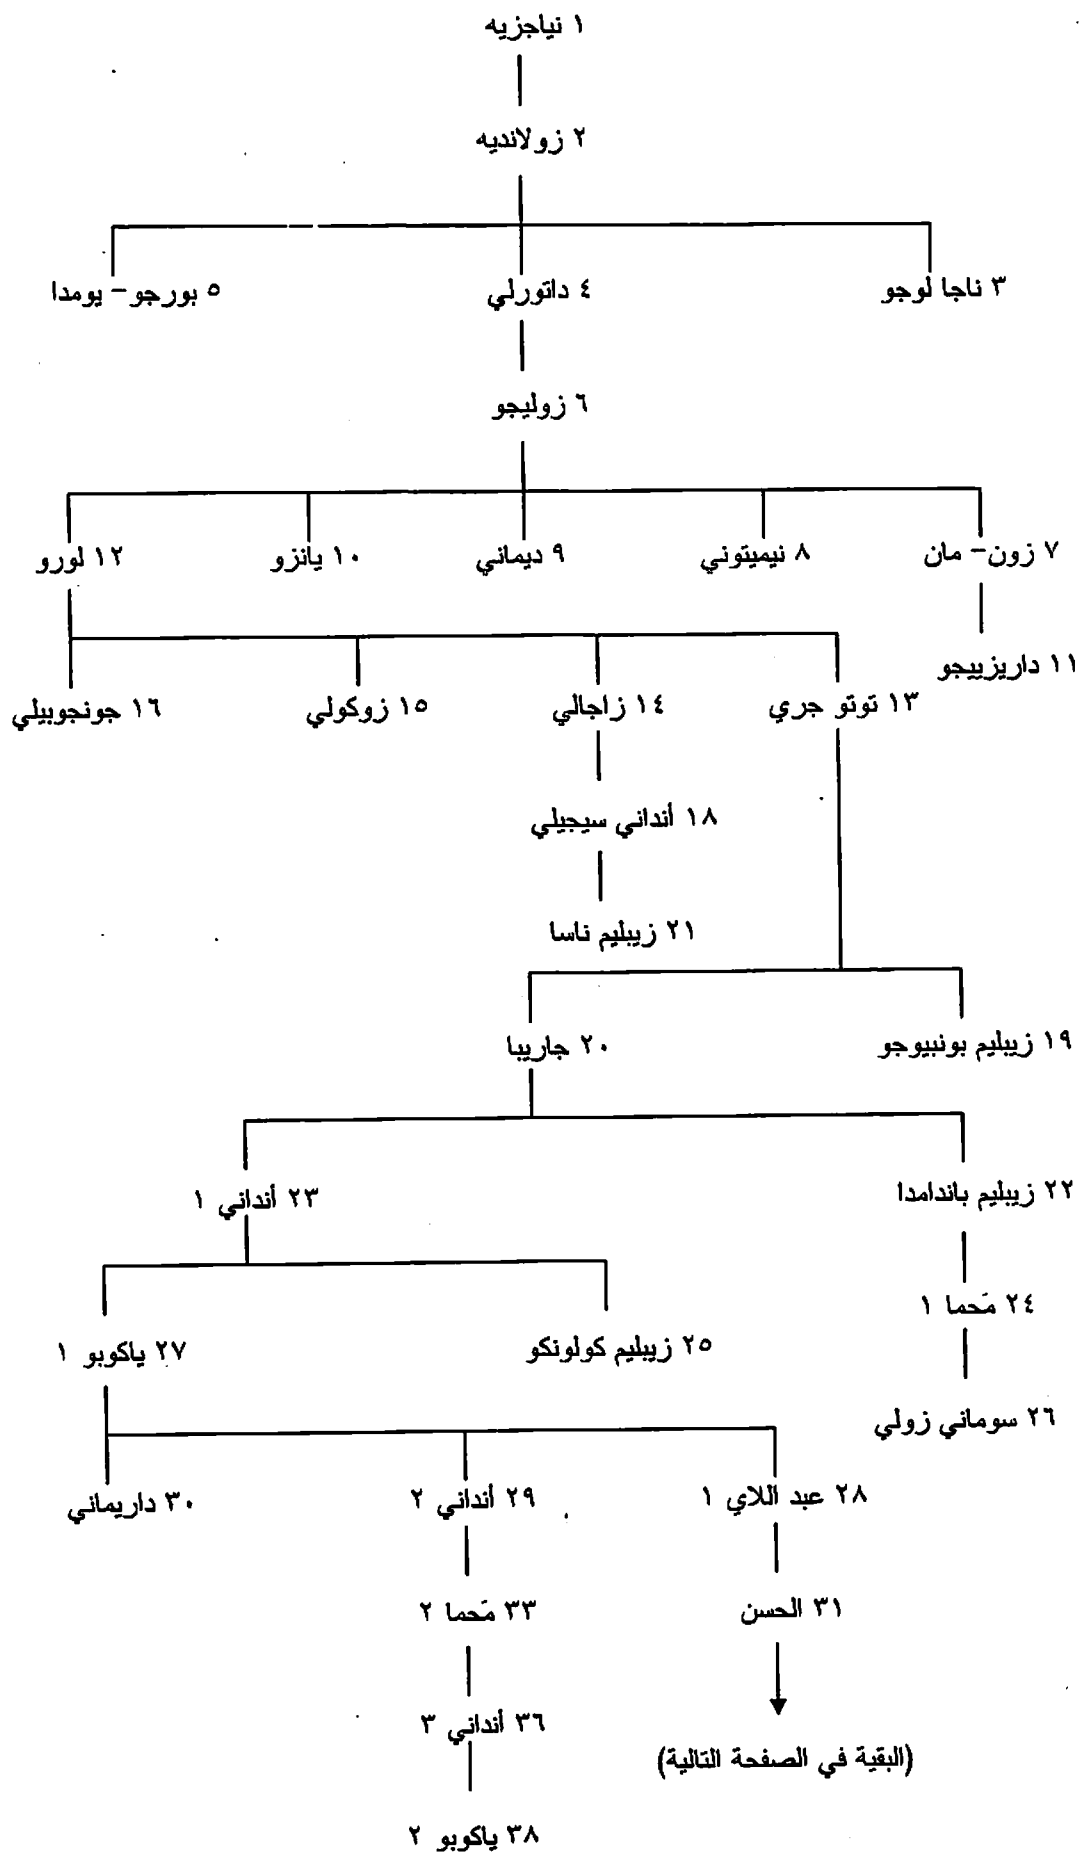 ١ نياجزيه
٢ زولانديه
٣ ناجا لوجو
٤ داتورلي
٥ بورجو - يومدا
٦ زوليجو
٧ زون - مان
٨ نيميتوني
٩ ديماني
١٠ يانزو
١٢ لورو
١١ داريزييجو
١٣ توتو جري
١٤ زاجالي
١٥ زوكولي
١٦ جونجوبيلي
١٨ أنداني سيجيلي
٢١ زيبليم ناسا
١٩ زيبليم بونبيوجو
٢٠ جاريبا
٢٢ زيبليم باندامدا
٢٣ أنداني ١
٢٤ مَحما ١
٢٥ زيبليم كولونكو
٢٧ ياكوبو ١
٢٦ سوماني زولي
٢٨ عبد اللاي ١
٢٩ أنداني ٢
٣٠ داريماني
٣١ الحسن
٣٣ مَحما ٢
٣٦ أنداني ٣
(البقية في الصفحة التالية)
٣٨ ياكوبو ٢